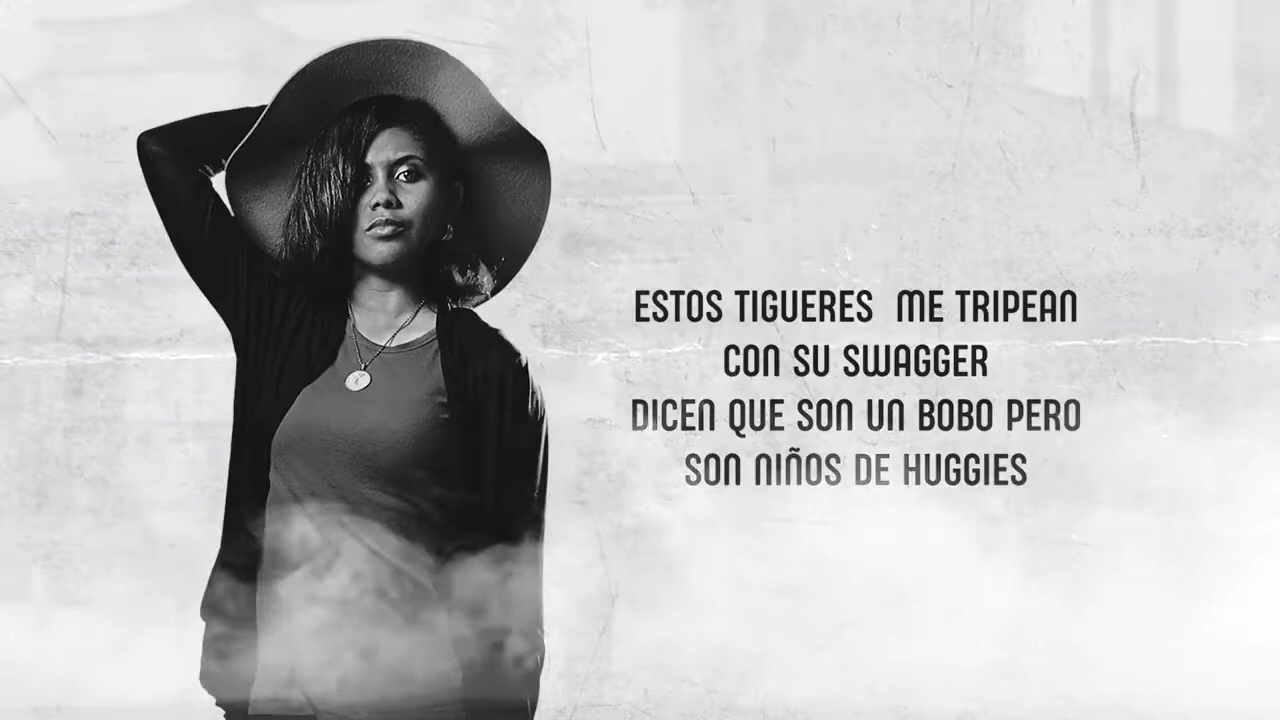 ESTOS TIGUERES ME TRIPEAN
CON SU SWAGGER
DICEN QUE SON UN BOBO PERO
SON NIÑOS DE HUGGIES